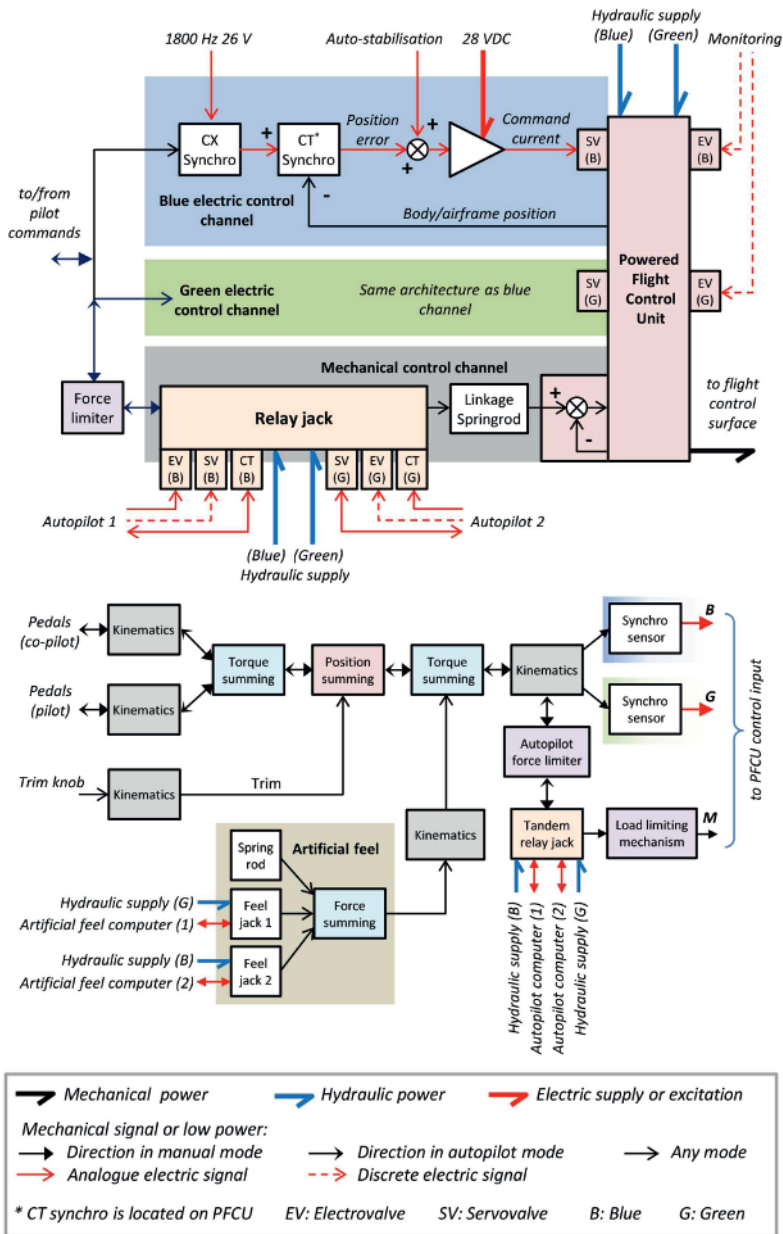 1800 Hz 26 V
Auto-stabilisation
28 VDC
Hydraulic supply
(Blue)
(Green)
Monitoring
CX
Synchro
+
CT*
Synchro
-
Position
error
+
+
Command
current
SV
(B)
EV
(B)
Blue electric control
channel
Body/airframe position
to/from
pilot
commands
Green electric
control channel
Same architecture as blue
channel
SV
(G)
EV
(G)
Powered
Flight
Control
Unit
Mechanical control channel
Force
limiter
Relay jack
Linkage
Springrod
+
-
to flight
control
surface
EV
(B)
SV
(B)
CT
(B)
SV
(G)
EV
(G)
CT
(G)
Autopilot 1
Autopilot 2
(Blue)
(Green)
Hydraulic supply
Pedals
(co-pilot)
Kinematics
Pedals
(pilot)
Kinematics
Torque
summing
Position
summing
Torque
summing
Kinematics
Synchro
sensor
B
Synchro
sensor
G
Trim knob
Kinematics
Trim
Autopilot
force limiter
to PFCU control input
Artificial feel
Spring
rod
Kinematics
Tandem
relay jack
Load limiting
mechanism
M
Hydraulic supply (G)
Artificial feel computer (1)
Feel
jack 1
Force
summing
Hydraulic supply (B)
Artificial feel computer (2)
Feel
jack 2
Hydraulic supply (B)
Autopilot computer (1)
Autopilot computer (2)
Hydraulic supply (G)
Mechanical power
Hydraulic power
Electric supply or excitation
Mechanical signal or low power:
Direction in manual mode
Direction in autopilot mode
Any mode
Analogue electric signal
Discrete electric signal
* CT synchro is located on PFCU
EV: Electrovalve
SV: Servovalve
B: Blue
G: Green